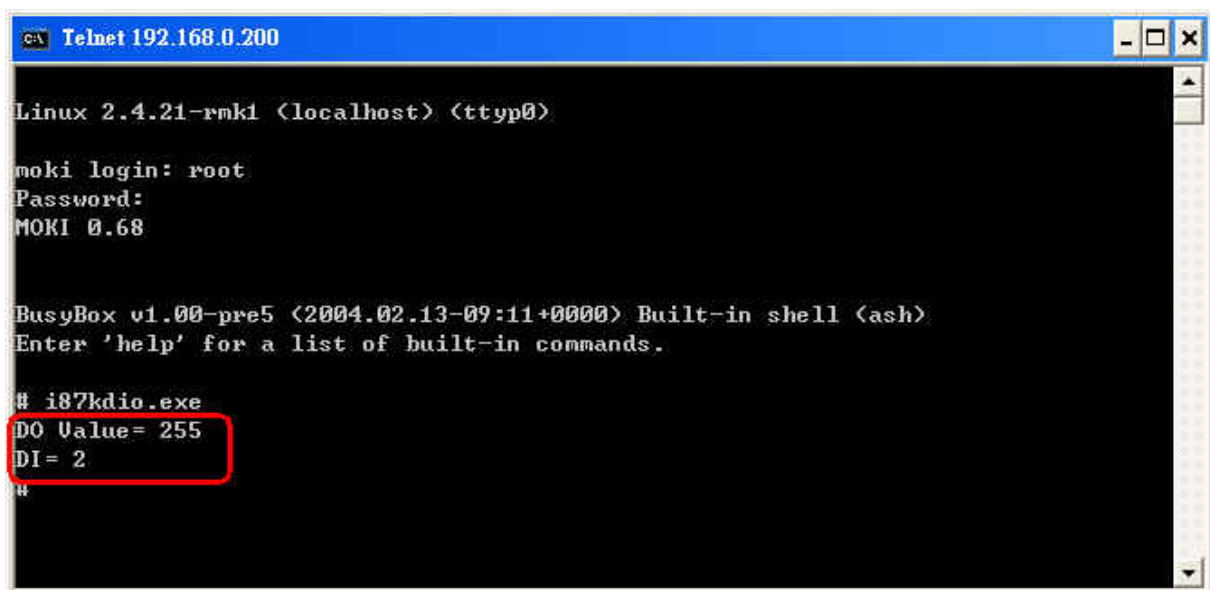 Telnet 192.168.0.200
Linux 2.4.21-rmk1 (localhost) (ttyp0)
moki login: root
Password:
MOKI 0.68
BusyBox v1.00-pre5 (2004.02.13-09:11+0000) Built-in shell (ash)
Enter 'help' for a list of built-in commands.
# i87kdio.exe
DO Value= 255
DI= 2
#